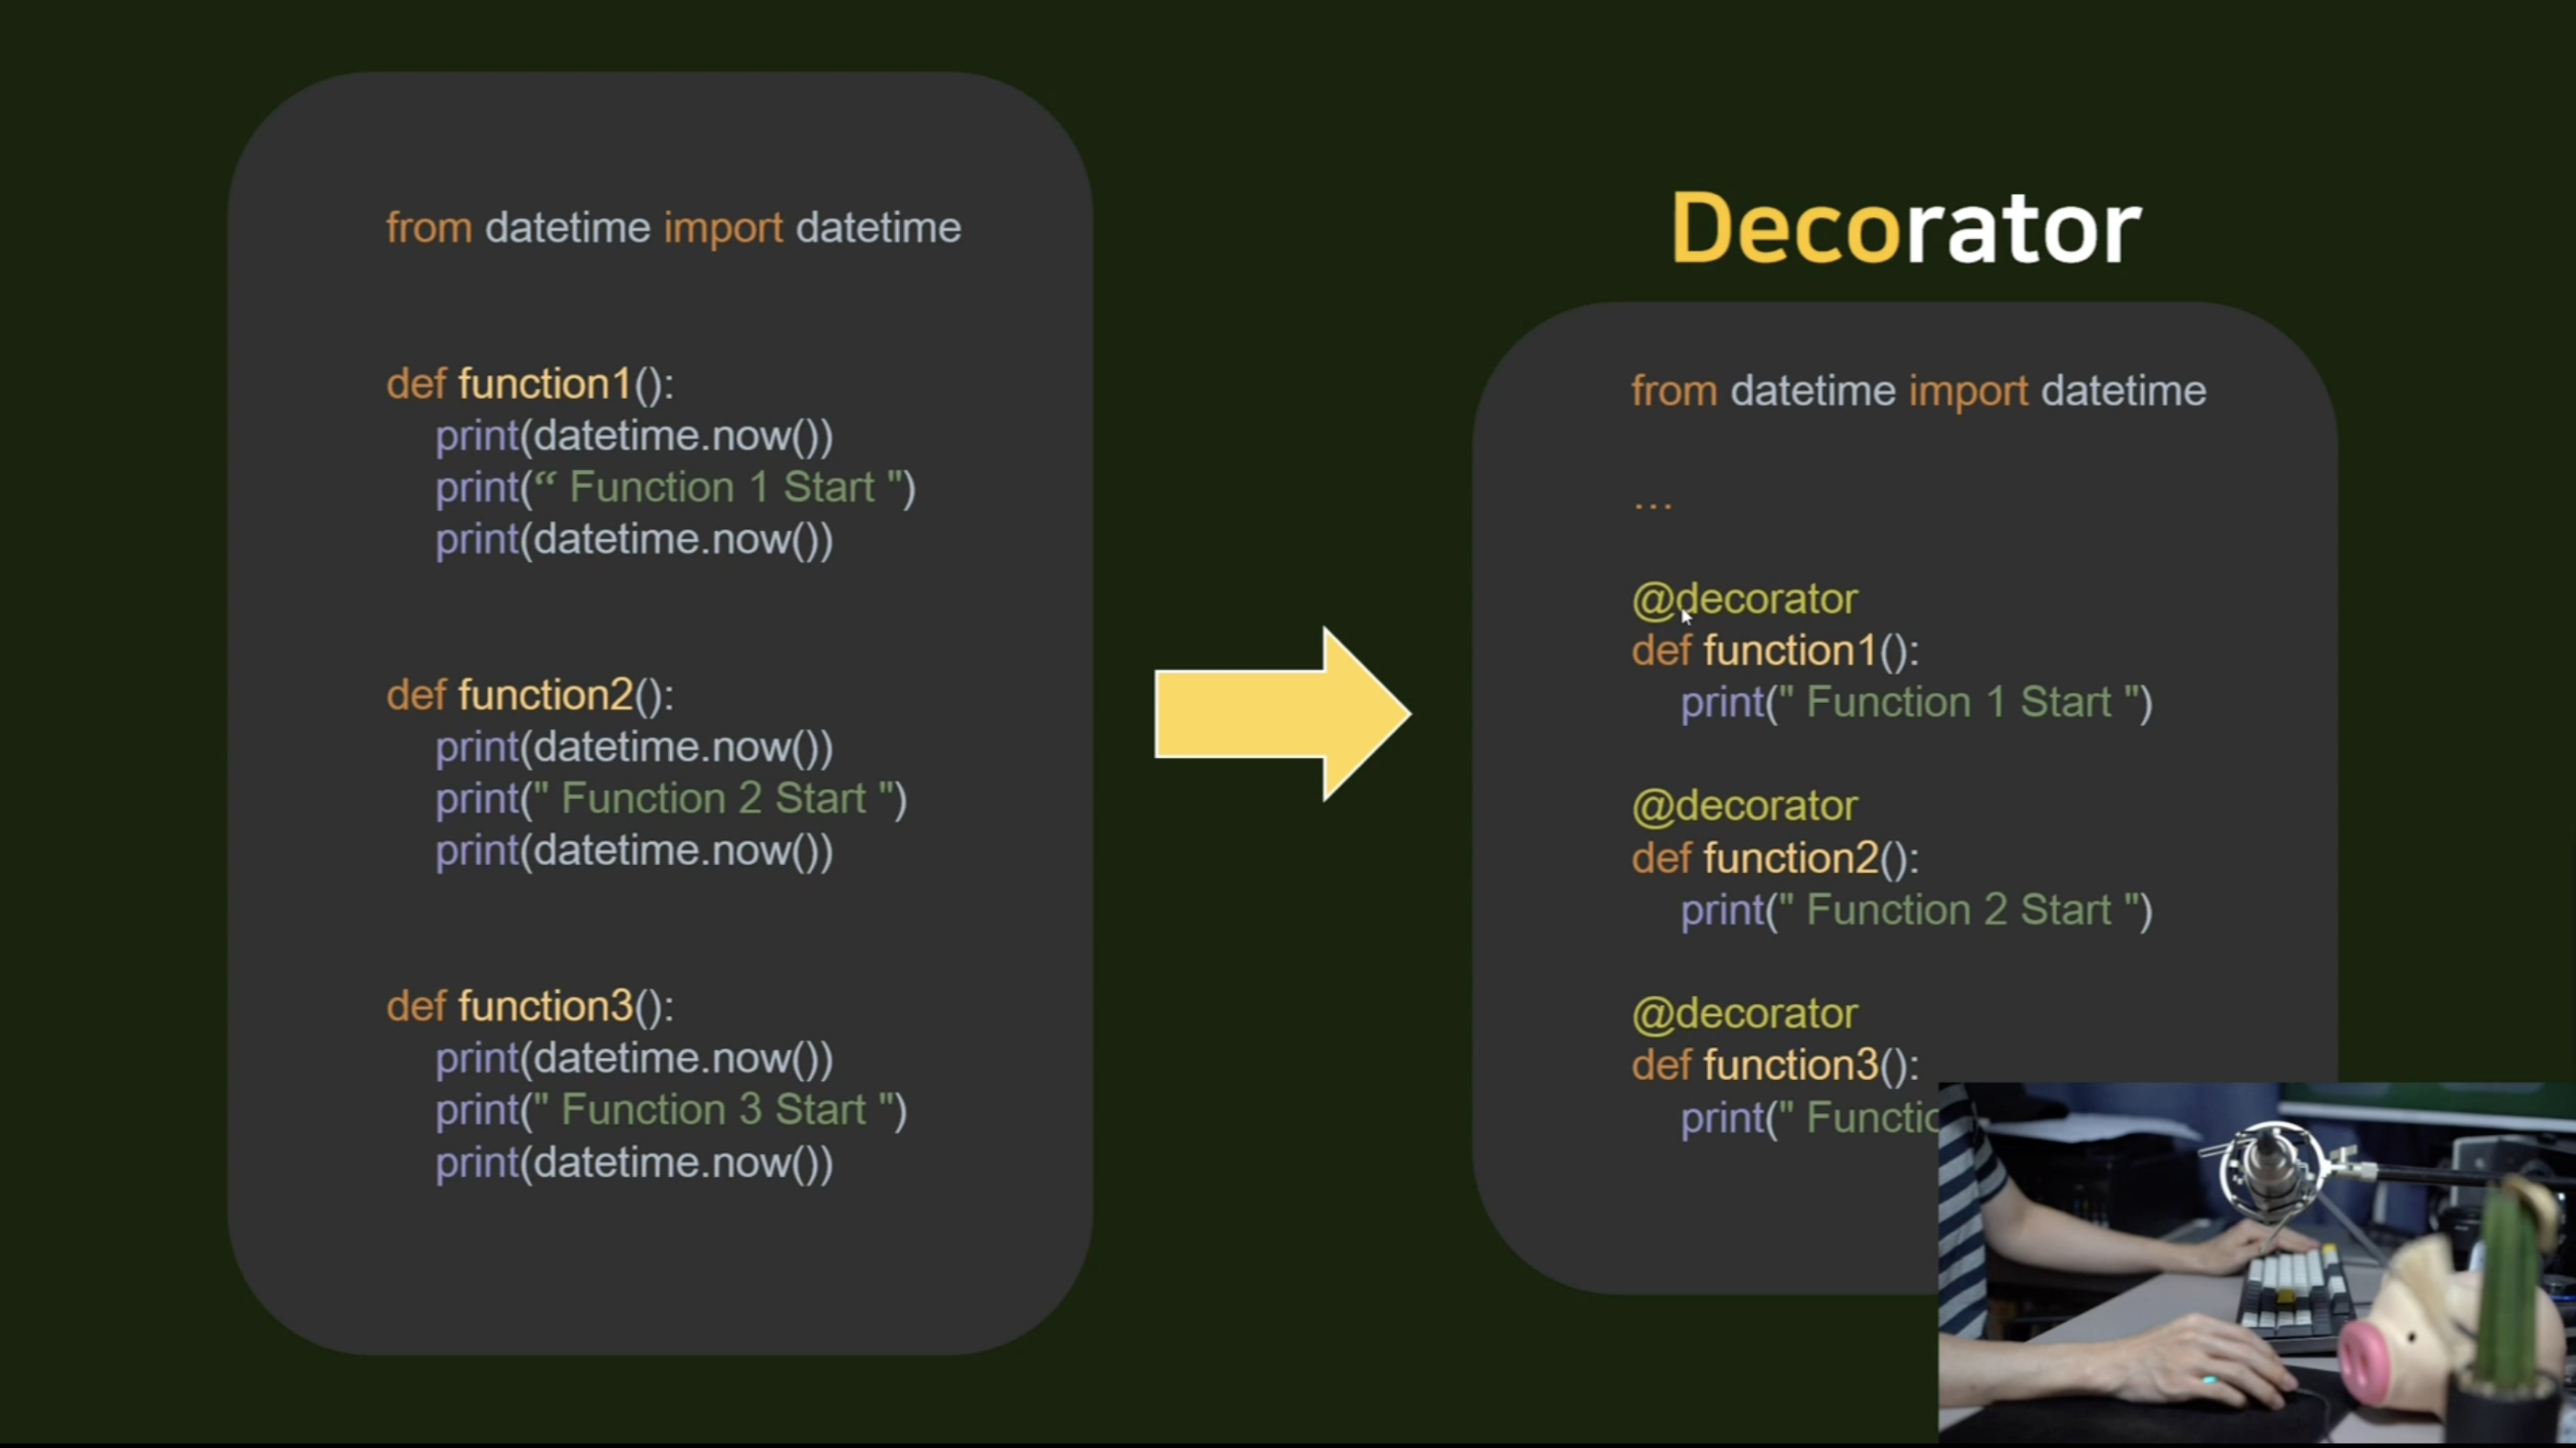 from datetime import datetime
def function1():
print(datetime.now())
print(“ Function 1 Start ")
print(datetime.now())
def function2():
print(datetime.now())
print(" Function 2 Start ")
print(datetime.now())
def function3():
print(datetime.now())
print(" Function 3 Start ")
print(datetime.now())
Decorator
from datetime import datetime
…
@decorator
def function1():
print(" Function 1 Start ")
@decorator
def function2():
print(" Function 2 Start ")
@decorator
def function3():
print("